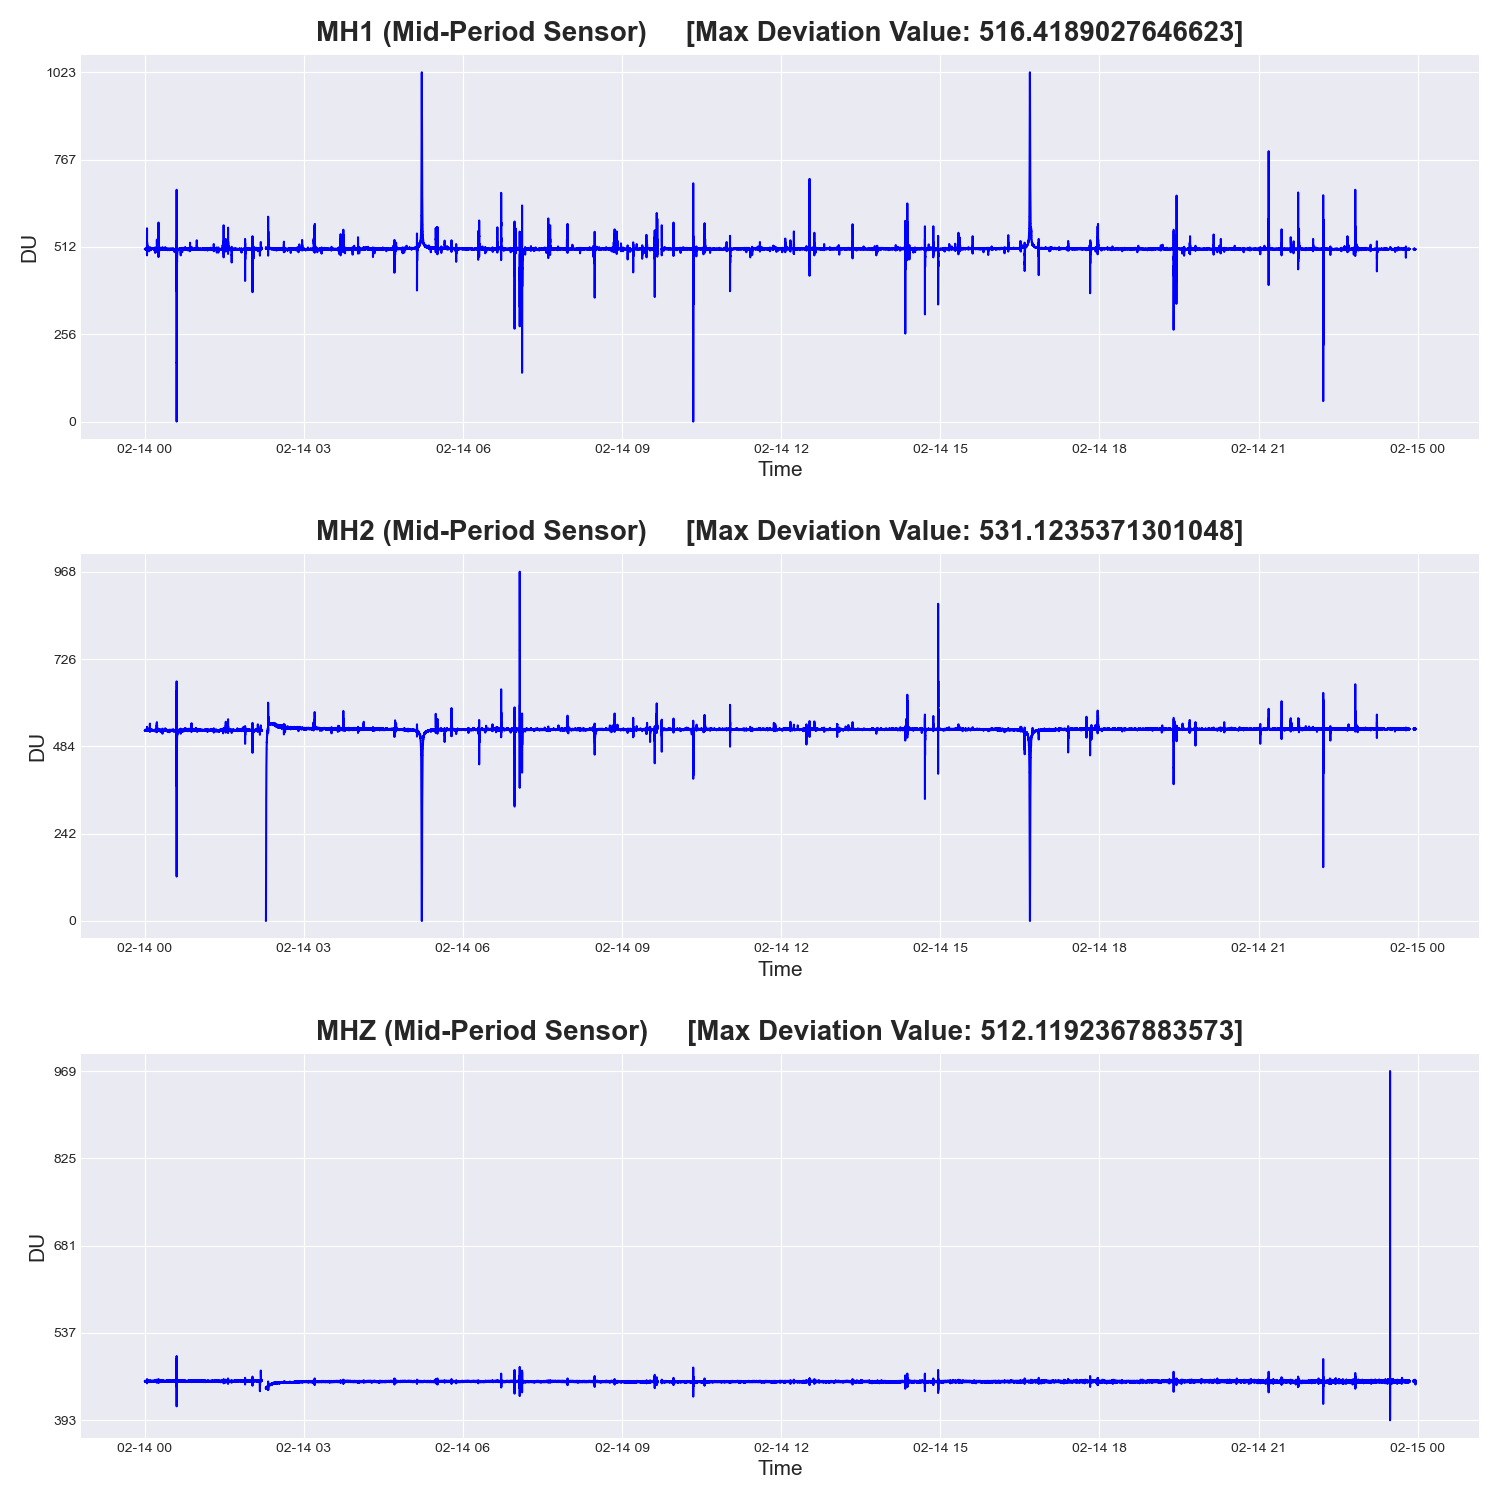 MH1 (Mid-Period Sensor) [Max Deviation Value: 516.4189027646623]
1023
767
512
256
0
DU
02-14 00 02-14 03 02-14 06 02-14 09 02-14 12 02-14 15 02-14 18 02-14 21 02-15 00
Time
MH2 (Mid-Period Sensor) [Max Deviation Value: 531.1235371301048]
968
726
484
242
0
DU
02-14 00 02-14 03 02-14 06 02-14 09 02-14 12 02-14 15 02-14 18 02-14 21 02-15 00
Time
MHZ (Mid-Period Sensor) [Max Deviation Value: 512.1192367883573]
969
825
681
537
393
DU
02-14 00 02-14 03 02-14 06 02-14 09 02-14 12 02-14 15 02-14 18 02-14 21 02-15 00
Time